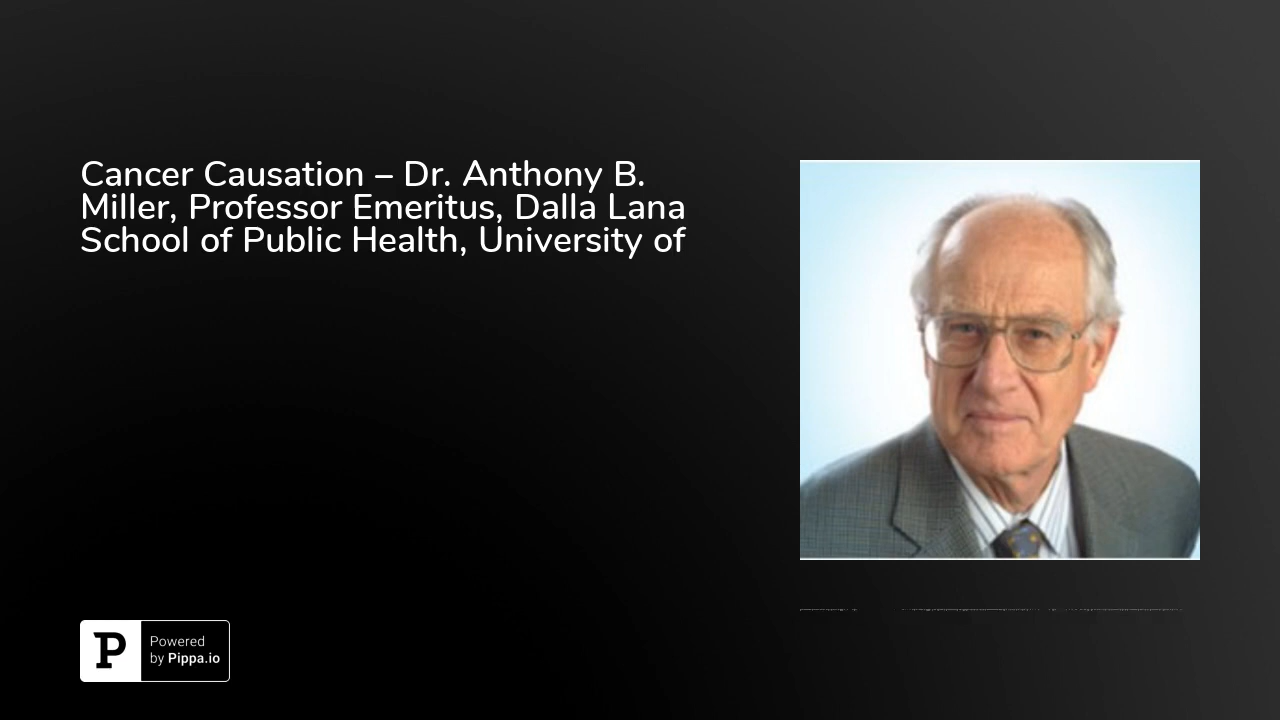 Cancer Causation – Dr. Anthony B.
Miller, Professor Emeritus, Dalla Lana
School of Public Health, University of
P
Powered
by Pippa.io